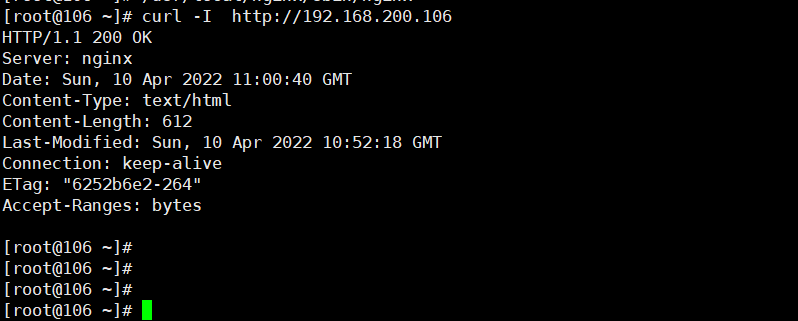 [root@106 ~]# curl -I  http://192.168.200.106
HTTP/1.1 200 OK
Server: nginx
Date: Sun, 10 Apr 2022 11:00:40 GMT
Content-Type: text/html
Content-Length: 612
Last-Modified: Sun, 10 Apr 2022 10:52:18 GMT
Connection: keep-alive
ETag: "6252b6e2-264"
Accept-Ranges: bytes
[root@106 ~]#
[root@106 ~]#
[root@106 ~]#
[root@106 ~]#